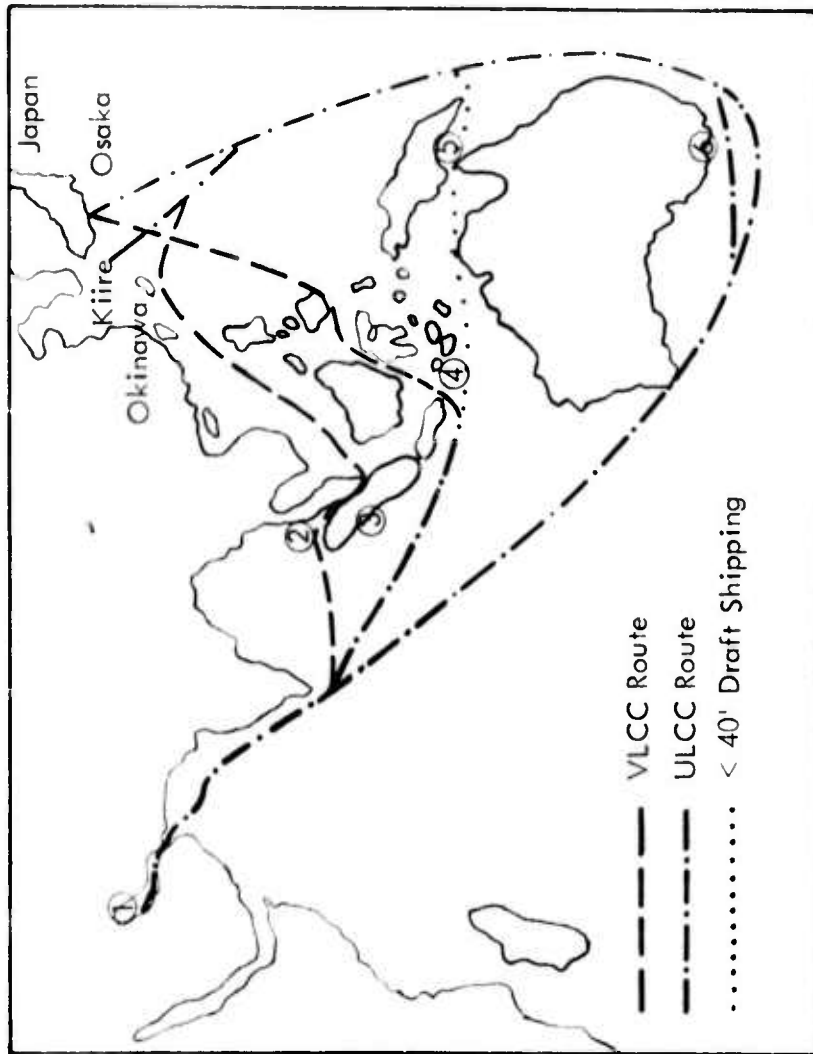 Japan
Osaka
Kiire
Okinawa
1
2
3
4
5
6
VLCC Route
ULCC Route
< 40' Draft Shipping